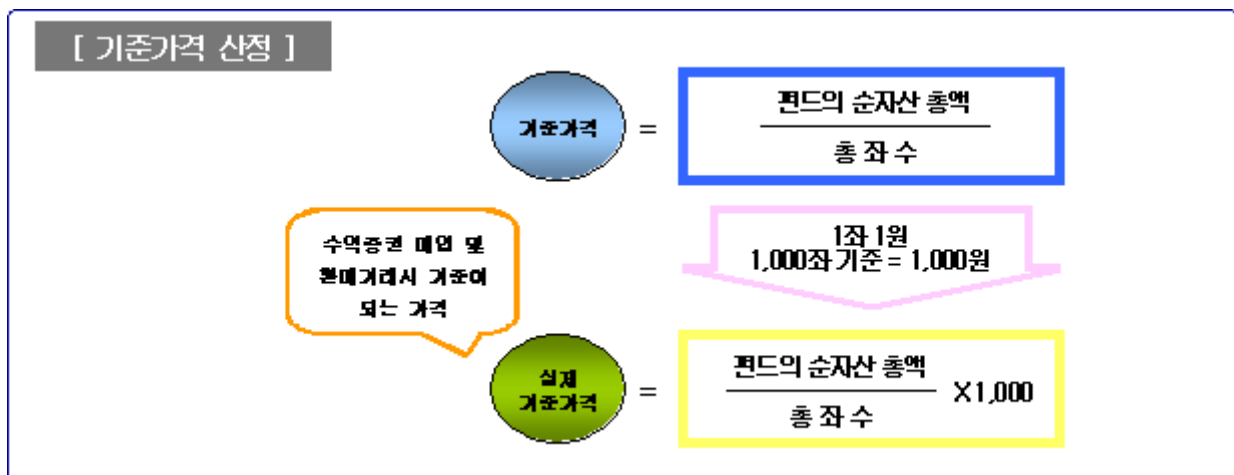 [ 기준가격 산정 ]
기준가격
=
펀드의 순자산 총액
총 좌 수
1좌 1원
1,000좌 기준 = 1,000원
수익증권 매입 및
환매거래시 기준이
되는 가격
실제
기준가격
=
펀드의 순자산 총액
총 좌 수
X1,000